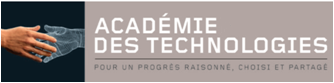 ACADÉMIE
DES TECHNOLOGIES
POUR UN PROGRÈS RAISONNÉ, CHOISI ET PARTAGÉ